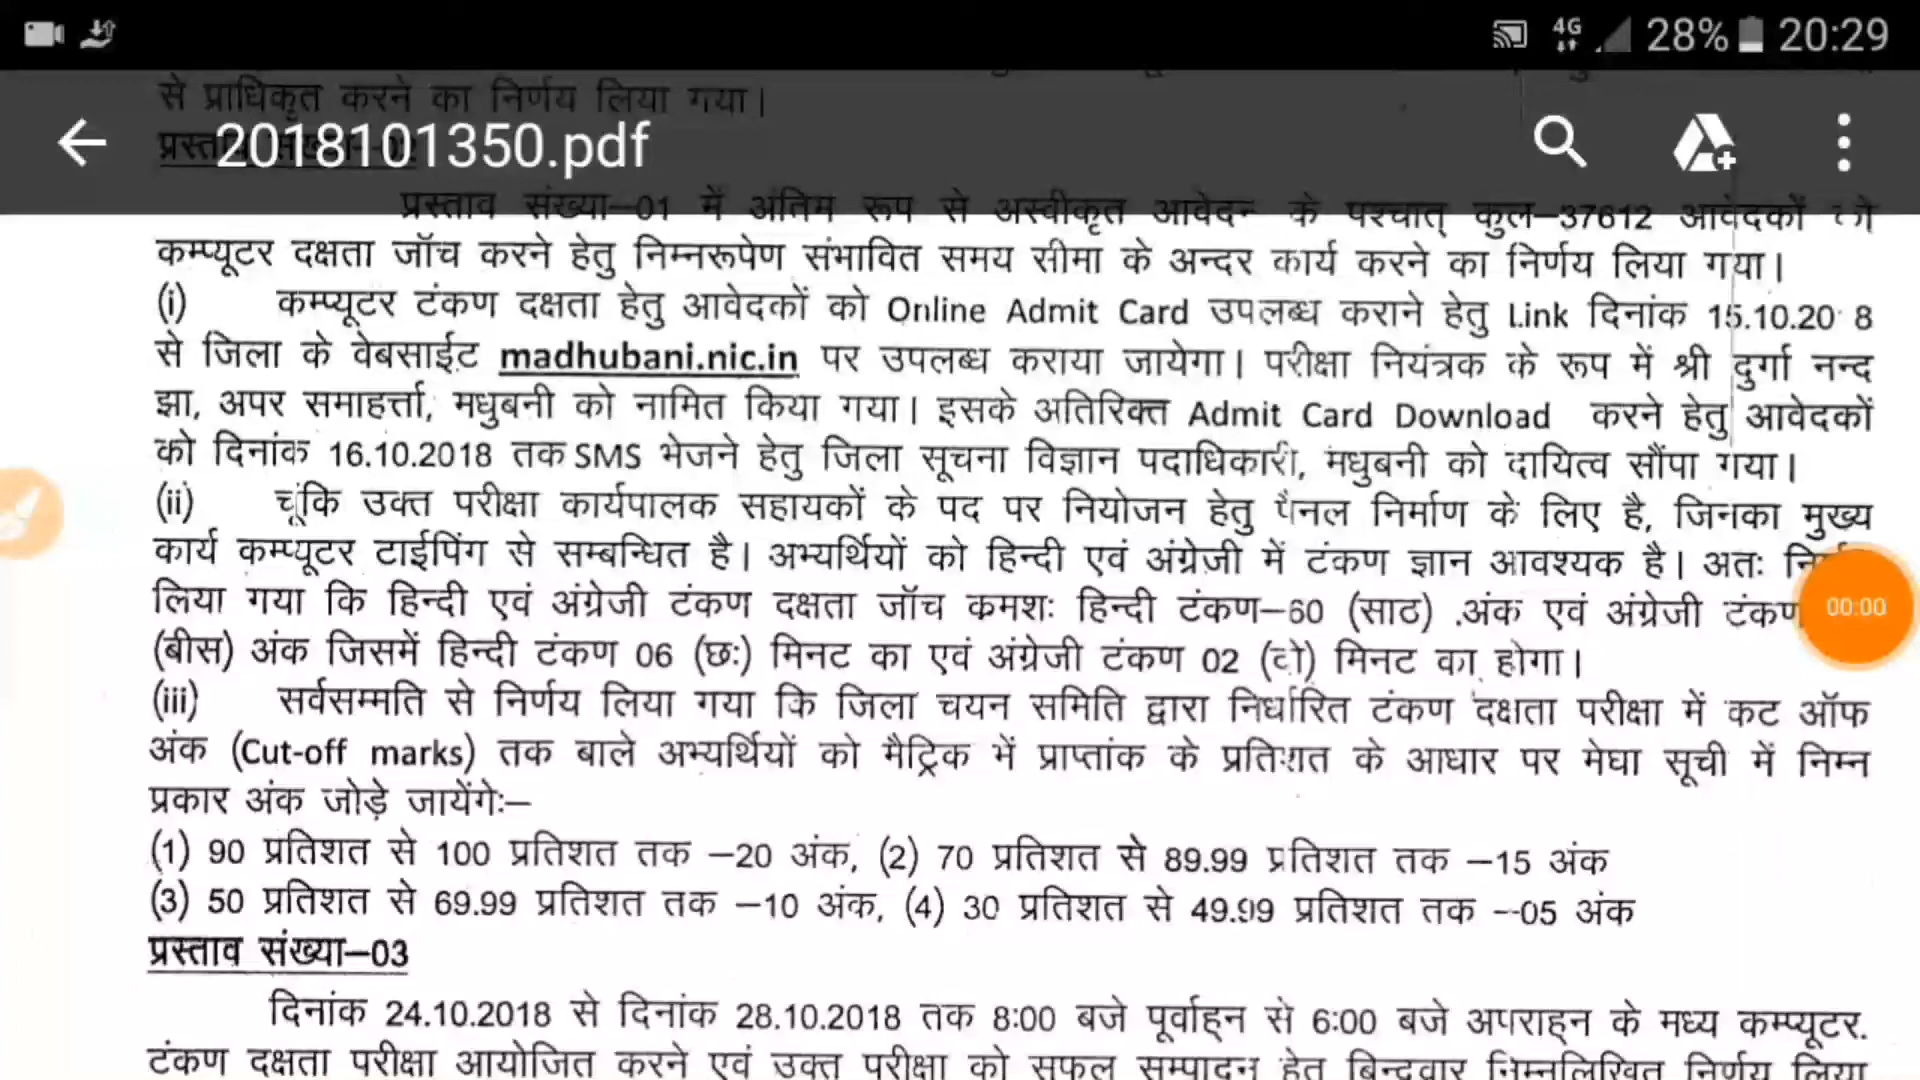 4G 28% 20:29
से प्राधिकृत करने का निर्णय लिया गया।
2018101350.pdf
प्रस्ताव संख्या–01 में अंतिम रूप से अस्वीकृत के पश्चात् कुल–37612 आवेदकों
कम्प्यूटर दक्षता जॉच करने हेतु निम्नरूपेण संभावित समय सीमा के अन्दर कार्य करने का निर्णय लिया गया।
(i) कम्प्यूटर टंकण दक्षता हेतु आवेदकों को Online Admit Card उपलब्ध कराने हेतु Link दिनांक
से जिला के वेबसाईट madhubani.nic.in पर उपलब्ध कराया जायेगा। परीक्षा नियंत्रक के रूप में श्री दुर्गा नन्द
झा, अपर समाहर्त्ता, मधुबनी को नामित किया गया। इसके अतिरिक्त Admit Card Download करने हेतु आवेदकों
को दिनांक 16.10.2018 तक SMS भेजने हेतु जिला सूचना विज्ञान पदाधिकारी, मधुबनी को दायित्व सौंपा गया।
(ii) चूंकि उक्त परीक्षा कार्यपालक सहायकों के पद पर नियोजन हेतु पैनल निर्माण के लिए है, जिनका मुख्य
कार्य कम्प्यूटर टाईपिंग से सम्बन्धित है। अभ्यर्थियों को हिन्दी एवं अंग्रेजी में टंकण ज्ञान आवश्यक है। अतः
लिया गया कि हिन्दी एवं अंग्रेजी टंकण दक्षता जॉच क्रमशः हिन्दी टंकण–60 (साठ) .अंक एवं अंग्रेजी टंकण 00:00
(बीस) अंक जिसमें हिन्दी टंकण 06 (छः) मिनट का एवं अंग्रेजी टंकण 02 (दो) मिनट का होगा।
(iii) सर्वसम्मति से निर्णय लिया गया कि जिला चयन समिति द्वारा निर्धारित टंकण दक्षता परीक्षा में कट ऑफ
अंक (Cut-off marks) तक बाले अभ्यर्थियों को मैट्रिक में प्राप्तांक के प्रतिशत के आधार पर मेघा सूची में निम्न
प्रकार अंक जोड़े जायेंगेः–
(1) 90 प्रतिशत से 100 प्रतिशत तक –20 अंक, (2) 70 प्रतिशत से 89.99 प्रतिशत तक –15 अंक
(3) 50 प्रतिशत से 69.99 प्रतिशत तक –10 अंक, (4) 30 प्रतिशत से 49.99 प्रतिशत तक –05 अंक
प्रस्ताव संख्या–03
दिनांक 24.10.2018 से दिनांक 28.10.2018 तक 8:00 बजे पूर्वाह्न से 6:00 बजे अपराह्न के मध्य कम्प्यूटर.
टंकण दक्षता परीक्षा आयोजित करने एवं उक्त परीक्षा को सफल सम्पादन हेतु बिन्दुवार निम्नलिखित निर्णय लिया